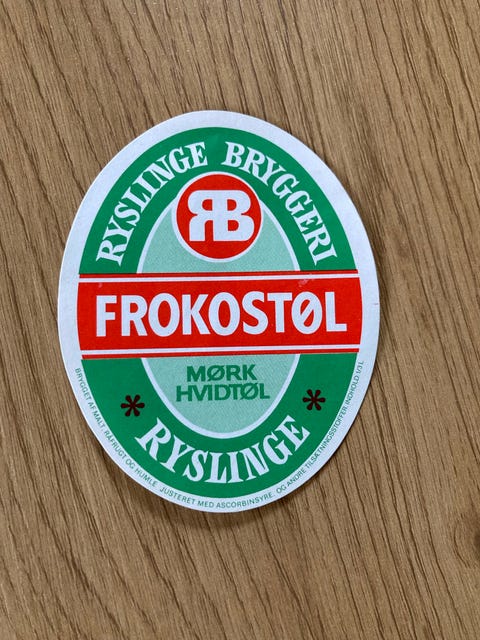 RYSLINGE BRYGGERI
RB
FROKOSTØL
MØRK
HVIDTØL
* *
RYSLINGE
BRYGGET AF MALT, RÅFRUGT OG HUMLE. JUSTERET MED ASCORBINSYRE OG ANDRE TILSÆTNINGSSTOFFER INDHOLD 1/3 L